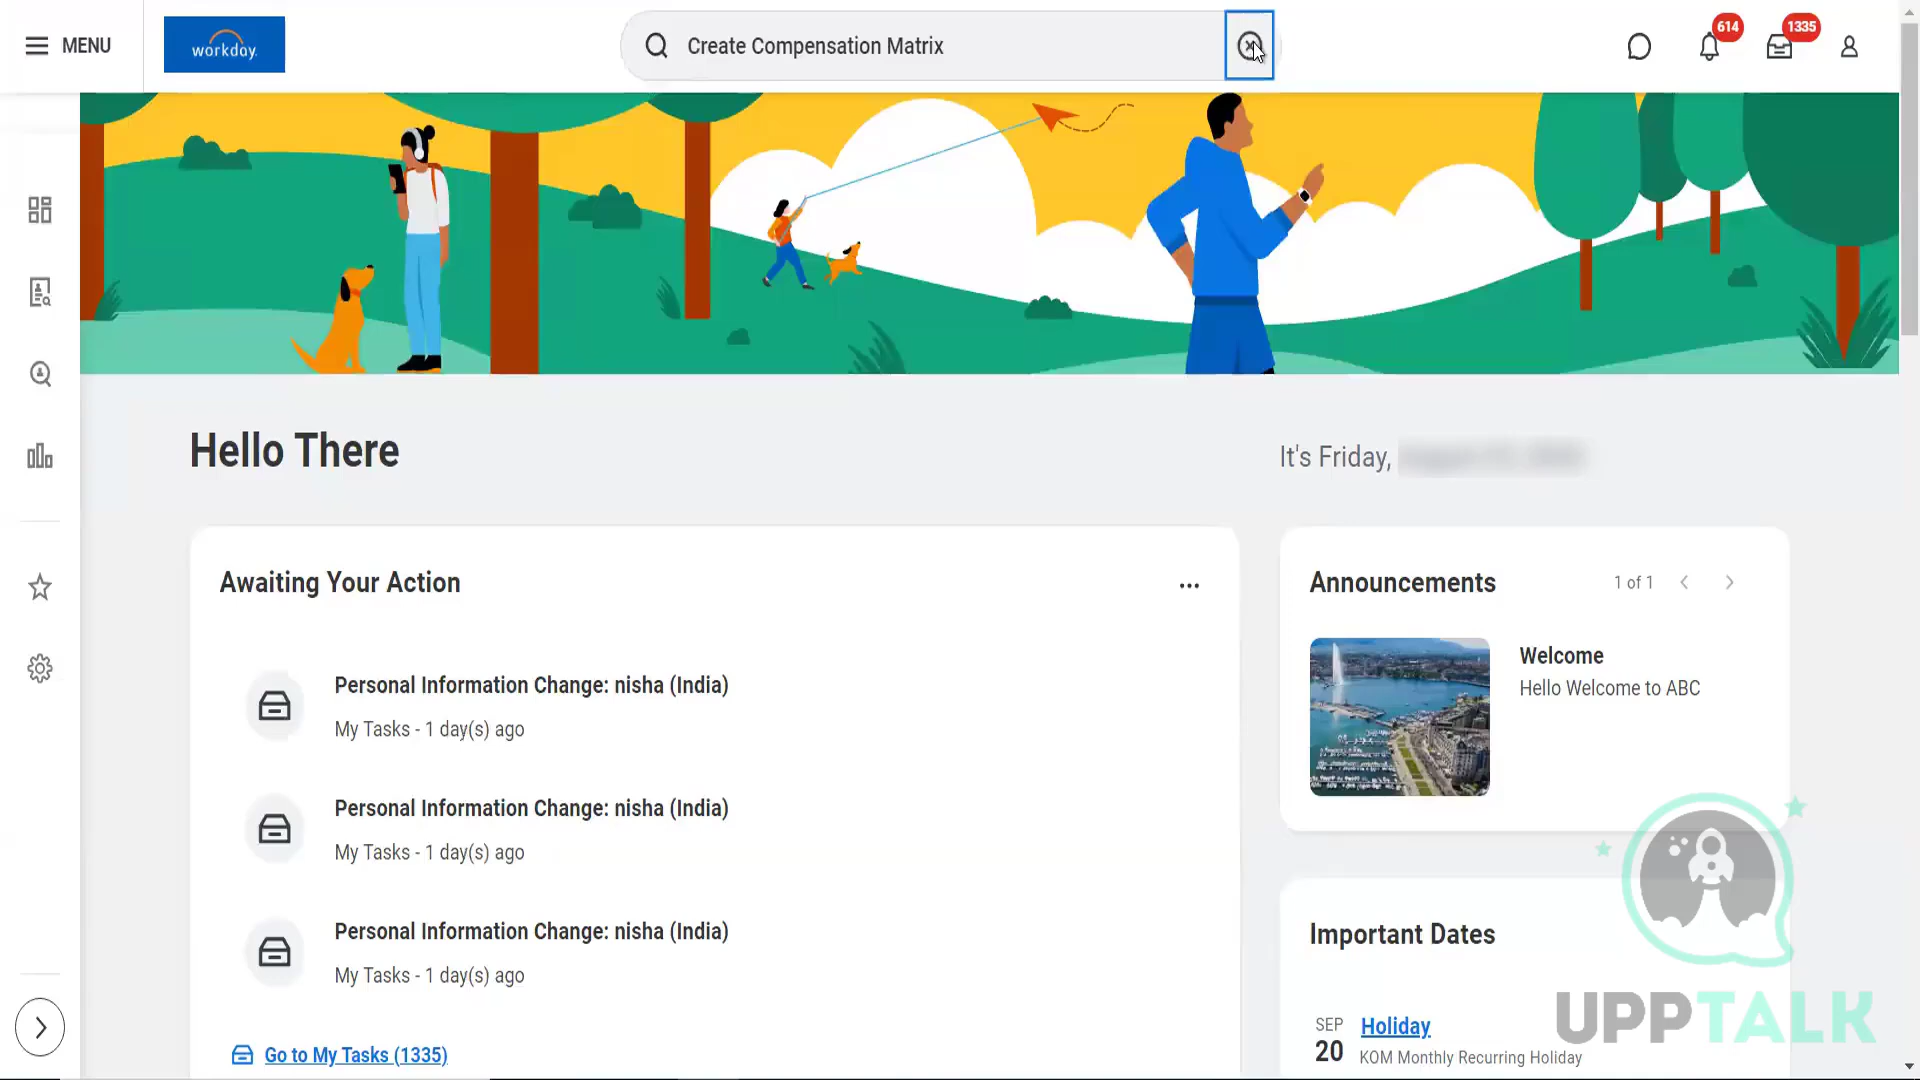 MENU
workday.
Create Compensation Matrix
614
1335
Hello There
It's Friday,
Awaiting Your Action
Personal Information Change: nisha (India)
My Tasks - 1 day(s) ago
Personal Information Change: nisha (India)
My Tasks - 1 day(s) ago
Personal Information Change: nisha (India)
My Tasks - 1 day(s) ago
Go to My Tasks (1335)
Announcements
1 of 1
Welcome
Hello Welcome to ABC
Important Dates
SEP
20
Holiday
KOM Monthly Recurring Holiday
UPPTALK